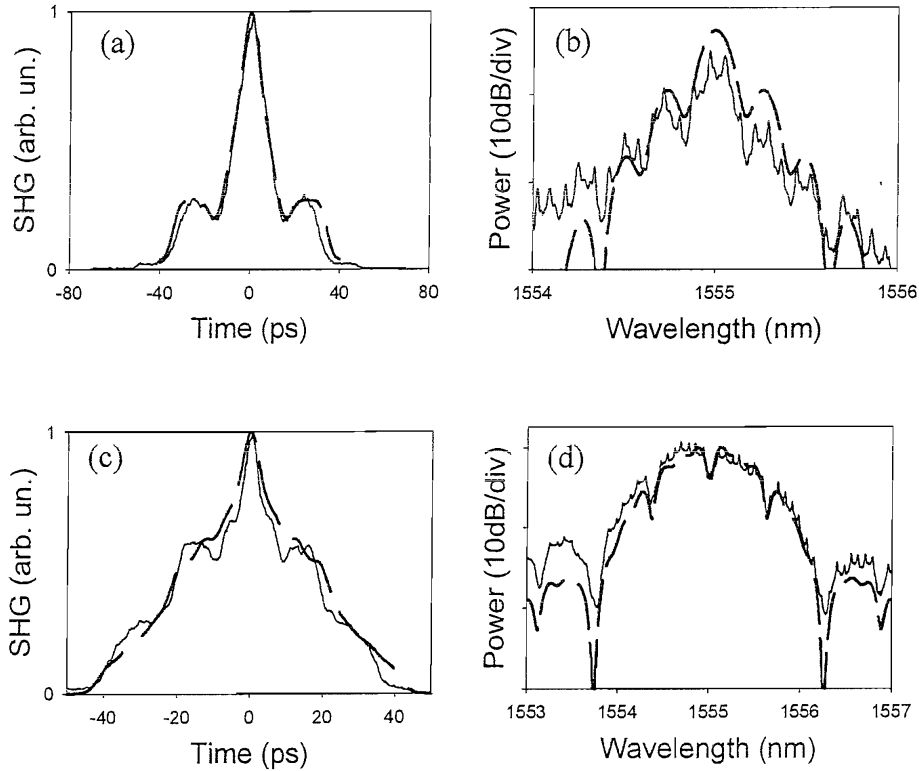 (a)
SHG (arb. un.)
1
0
-80 -40 0 40 80
Time (ps)
(b)
Power (10dB/div)
1554 1555 1556
Wavelength (nm)
(c)
SHG (arb. un.)
1
0
-40 -20 0 20 40
Time (ps)
(d)
Power (10dB/div)
1553 1554 1555 1556 1557
Wavelength (nm)